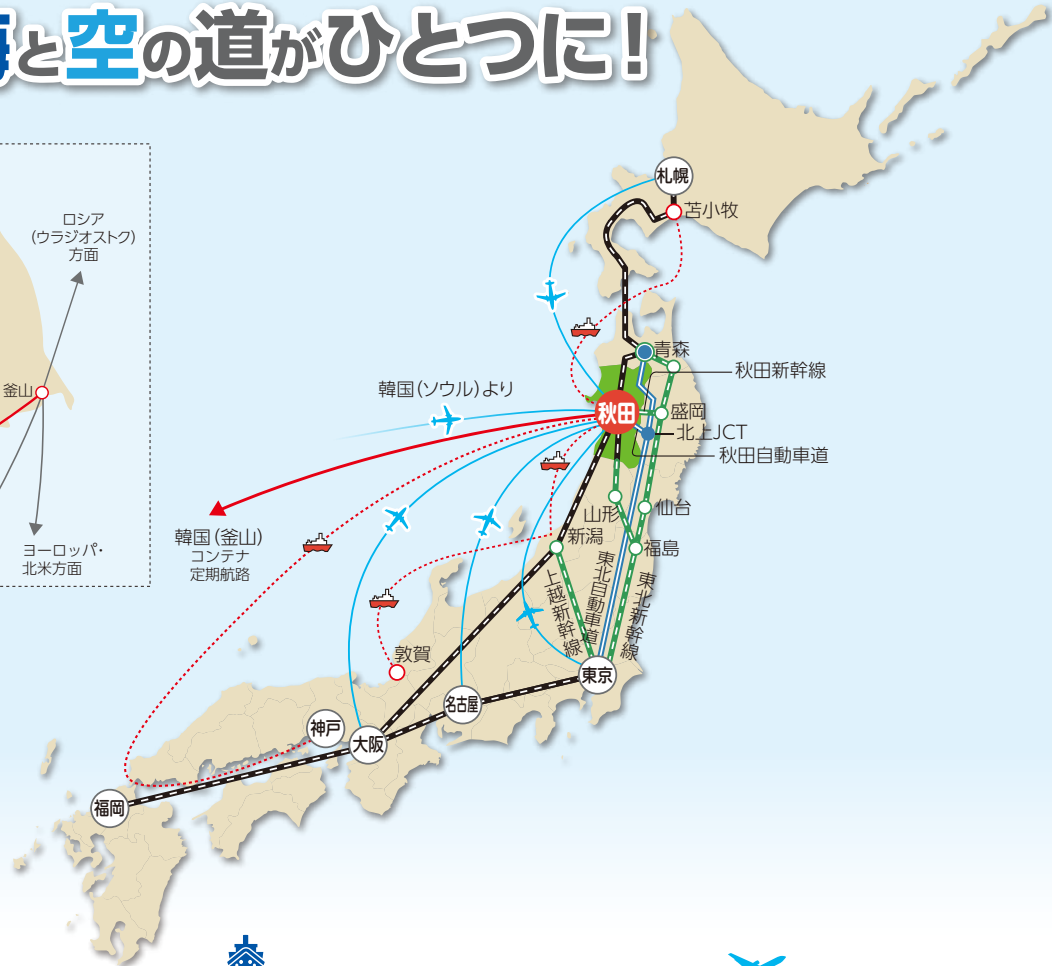 海と空の道がひとつに!
札幌
苫小牧
ロシア
(ウラジオストク)
方面
青森
秋田新幹線
釜山
韓国(ソウル)より
秋田
盛岡
北上JCT
秋田自動車道
山形
仙台
韓国(釜山)
コンテナ
定期航路
新潟
福島
ヨーロッパ・
北米方面
上越新幹線
東北自動車道
東北新幹線
敦賀
東京
名古屋
神戸
大阪
福岡